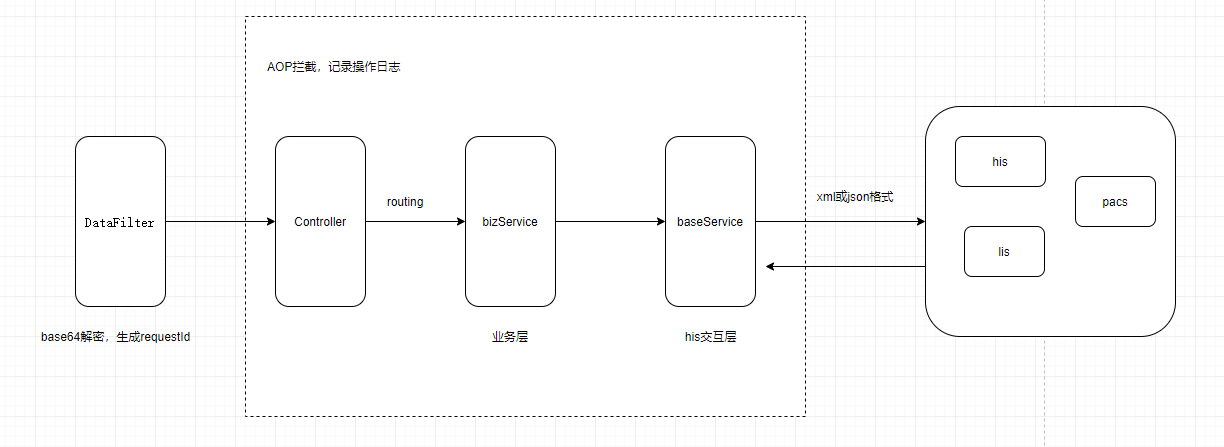 AOP拦截，记录操作日志
DataFilter
Controller
routing
bizService
baseService
xml或json格式
his
pacs
lis
base64解密，生成requestId
业务层
his交互层